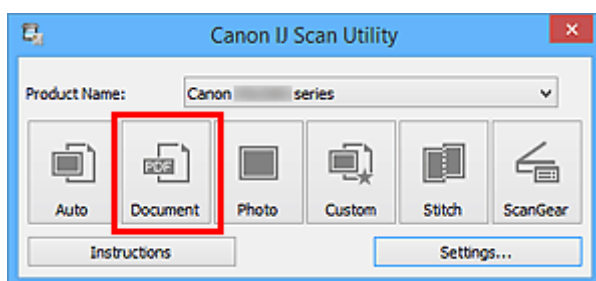 Canon IJ Scan Utility
Product Name: Canon series
PDF
Auto Document Photo Custom Stitch ScanGear
Instructions Settings...